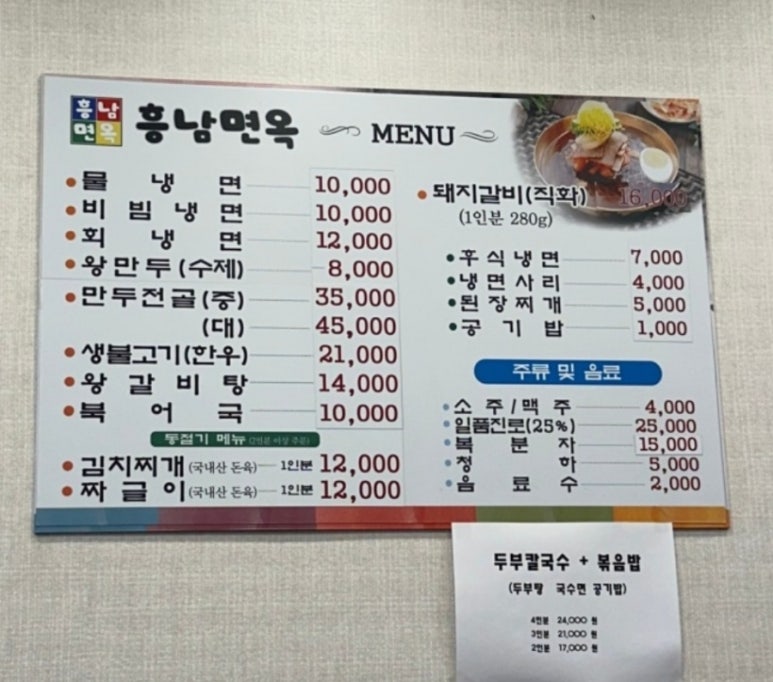 흥남
면옥
흥남면옥 MENU
물 냉 면 10,000
비 빔 냉 면 10,000
회 냉 면 12,000
왕만두(수제) 8,000
만두전골(중) 35,000
(대) 45,000
생불고기(한우) 21,000
왕 갈 비 탕 14,000
북 어 국 10,000
동절기 메뉴 (2인분 이상 주문)
김치찌개(국내산 돈육) 1인분 12,000
짜 글 이(국내산 돈육) 1인분 12,000
돼지갈비(직화) 16,000
(1인분 280g)
후식냉면 7,000
냉면사리 4,000
된장찌개 5,000
공 기 밥 1,000
주류 및 음료
소 주 / 맥 주 4,000
일품진로(25%) 25,000
복 분 자 15,000
청 하 5,000
음 료 수 2,000
두부칼국수 + 볶음밥
(두부탕 국수면 공기밥)
4인분 24,000 원
3인분 21,000 원
2인분 17,000 원